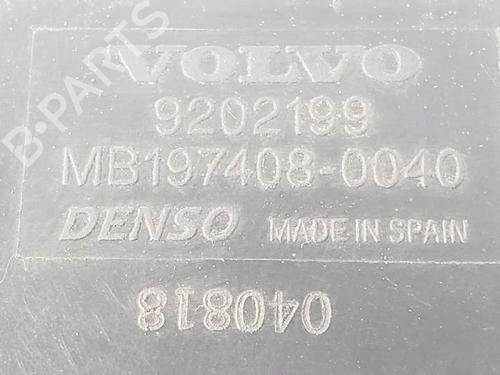 B-PARTS
VOLVO
9202199
MB197408-0040
DENSO MADE IN SPAIN
040818